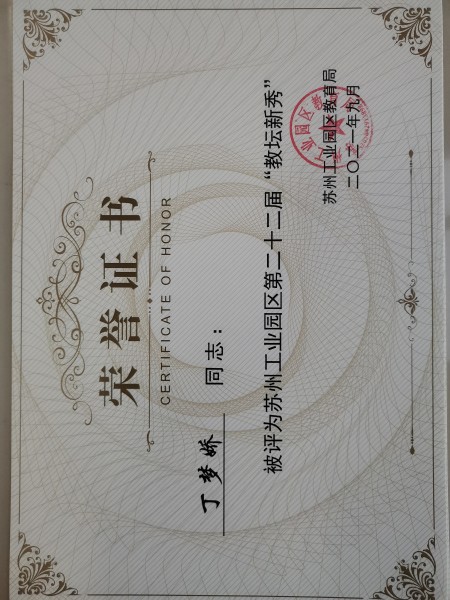 荣誉证书
CERTIFICATE OF HONOR
丁梦娇 同志：
被评为苏州工业园区第二十二届“教坛新秀”
苏州工业园区教育局
二〇二一年九月